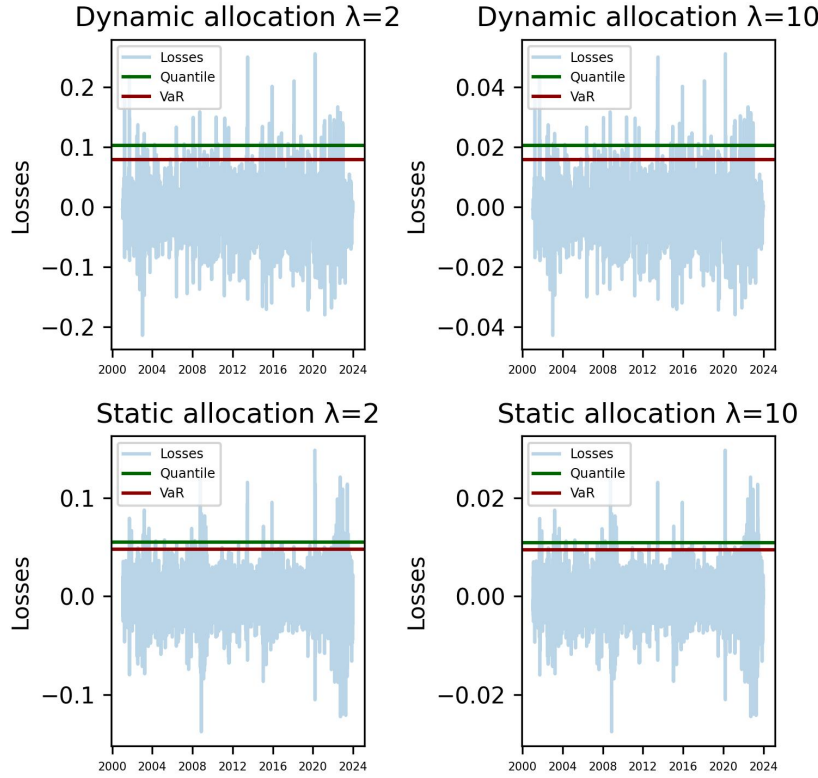 Dynamic allocation λ=2
Losses
Quantile
VaR
Losses
0.2
0.1
0.0
−0.1
−0.2
2000 2004 2008 2012 2016 2020 2024
Dynamic allocation λ=10
Losses
Quantile
VaR
Losses
0.04
0.02
0.00
−0.02
−0.04
2000 2004 2008 2012 2016 2020 2024
Static allocation λ=2
Losses
Quantile
VaR
Losses
0.1
0.0
−0.1
2000 2004 2008 2012 2016 2020 2024
Static allocation λ=10
Losses
Quantile
VaR
Losses
0.02
0.00
−0.02
2000 2004 2008 2012 2016 2020 2024